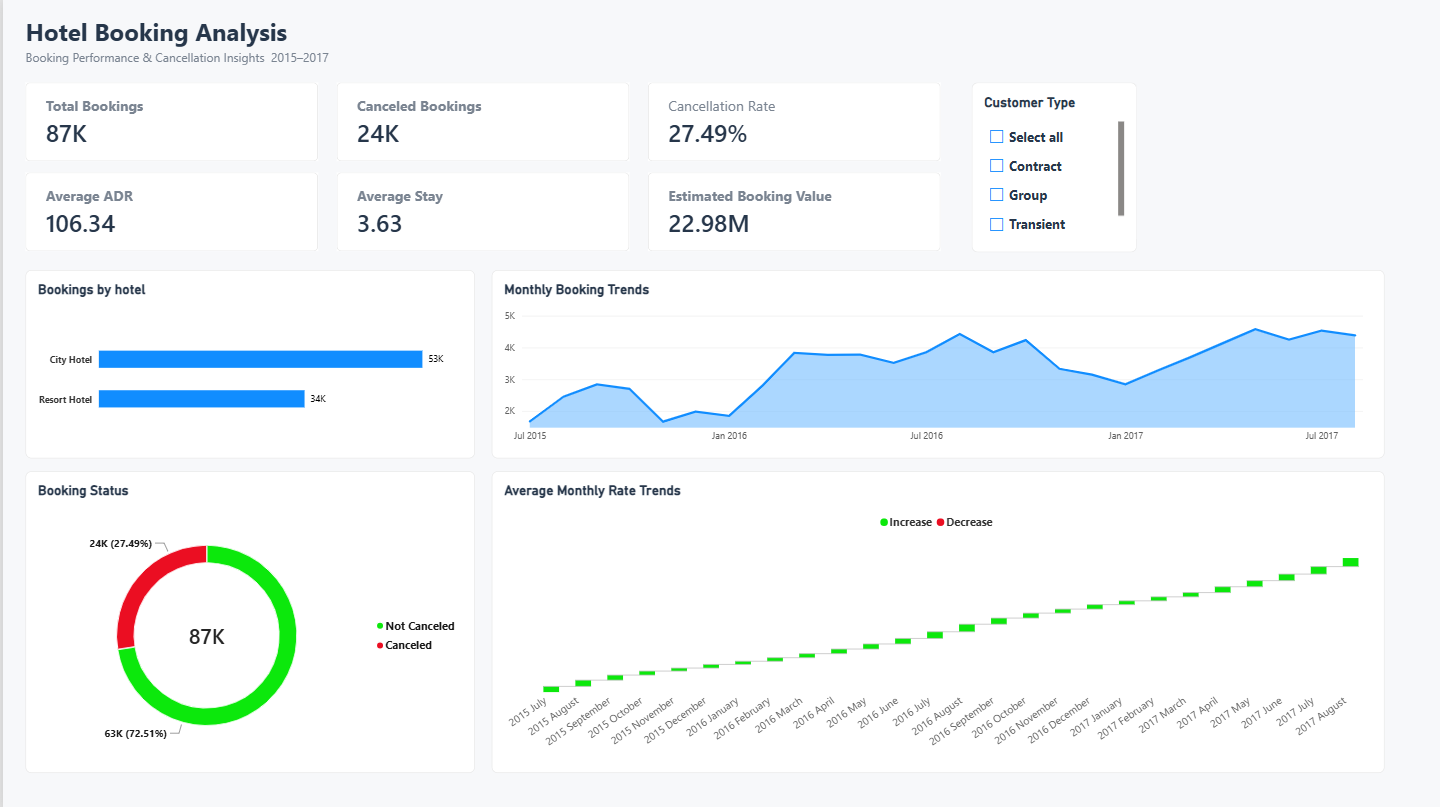 Hotel Booking Analysis
Booking Performance & Cancellation Insights 2015–2017
Total Bookings
87K
Canceled Bookings
24K
Cancellation Rate
27.49%
Average ADR
106.34
Average Stay
3.63
Estimated Booking Value
22.98M
Customer Type
Select all
Contract
Group
Transient
Bookings by hotel
City Hotel
53K
Resort Hotel
34K
Monthly Booking Trends
5K
4K
3K
2K
Jul 2015
Jan 2016
Jul 2016
Jan 2017
Jul 2017
Booking Status
24K (27.49%)
87K
63K (72.51%)
Not Canceled
Canceled
Average Monthly Rate Trends
Increase
Decrease
2015 July
2015 August
2015 September
2015 October
2015 November
2015 December
2016 January
2016 February
2016 March
2016 April
2016 May
2016 June
2016 July
2016 August
2016 September
2016 October
2016 November
2016 December
2017 January
2017 February
2017 March
2017 April
2017 May
2017 June
2017 July
2017 August